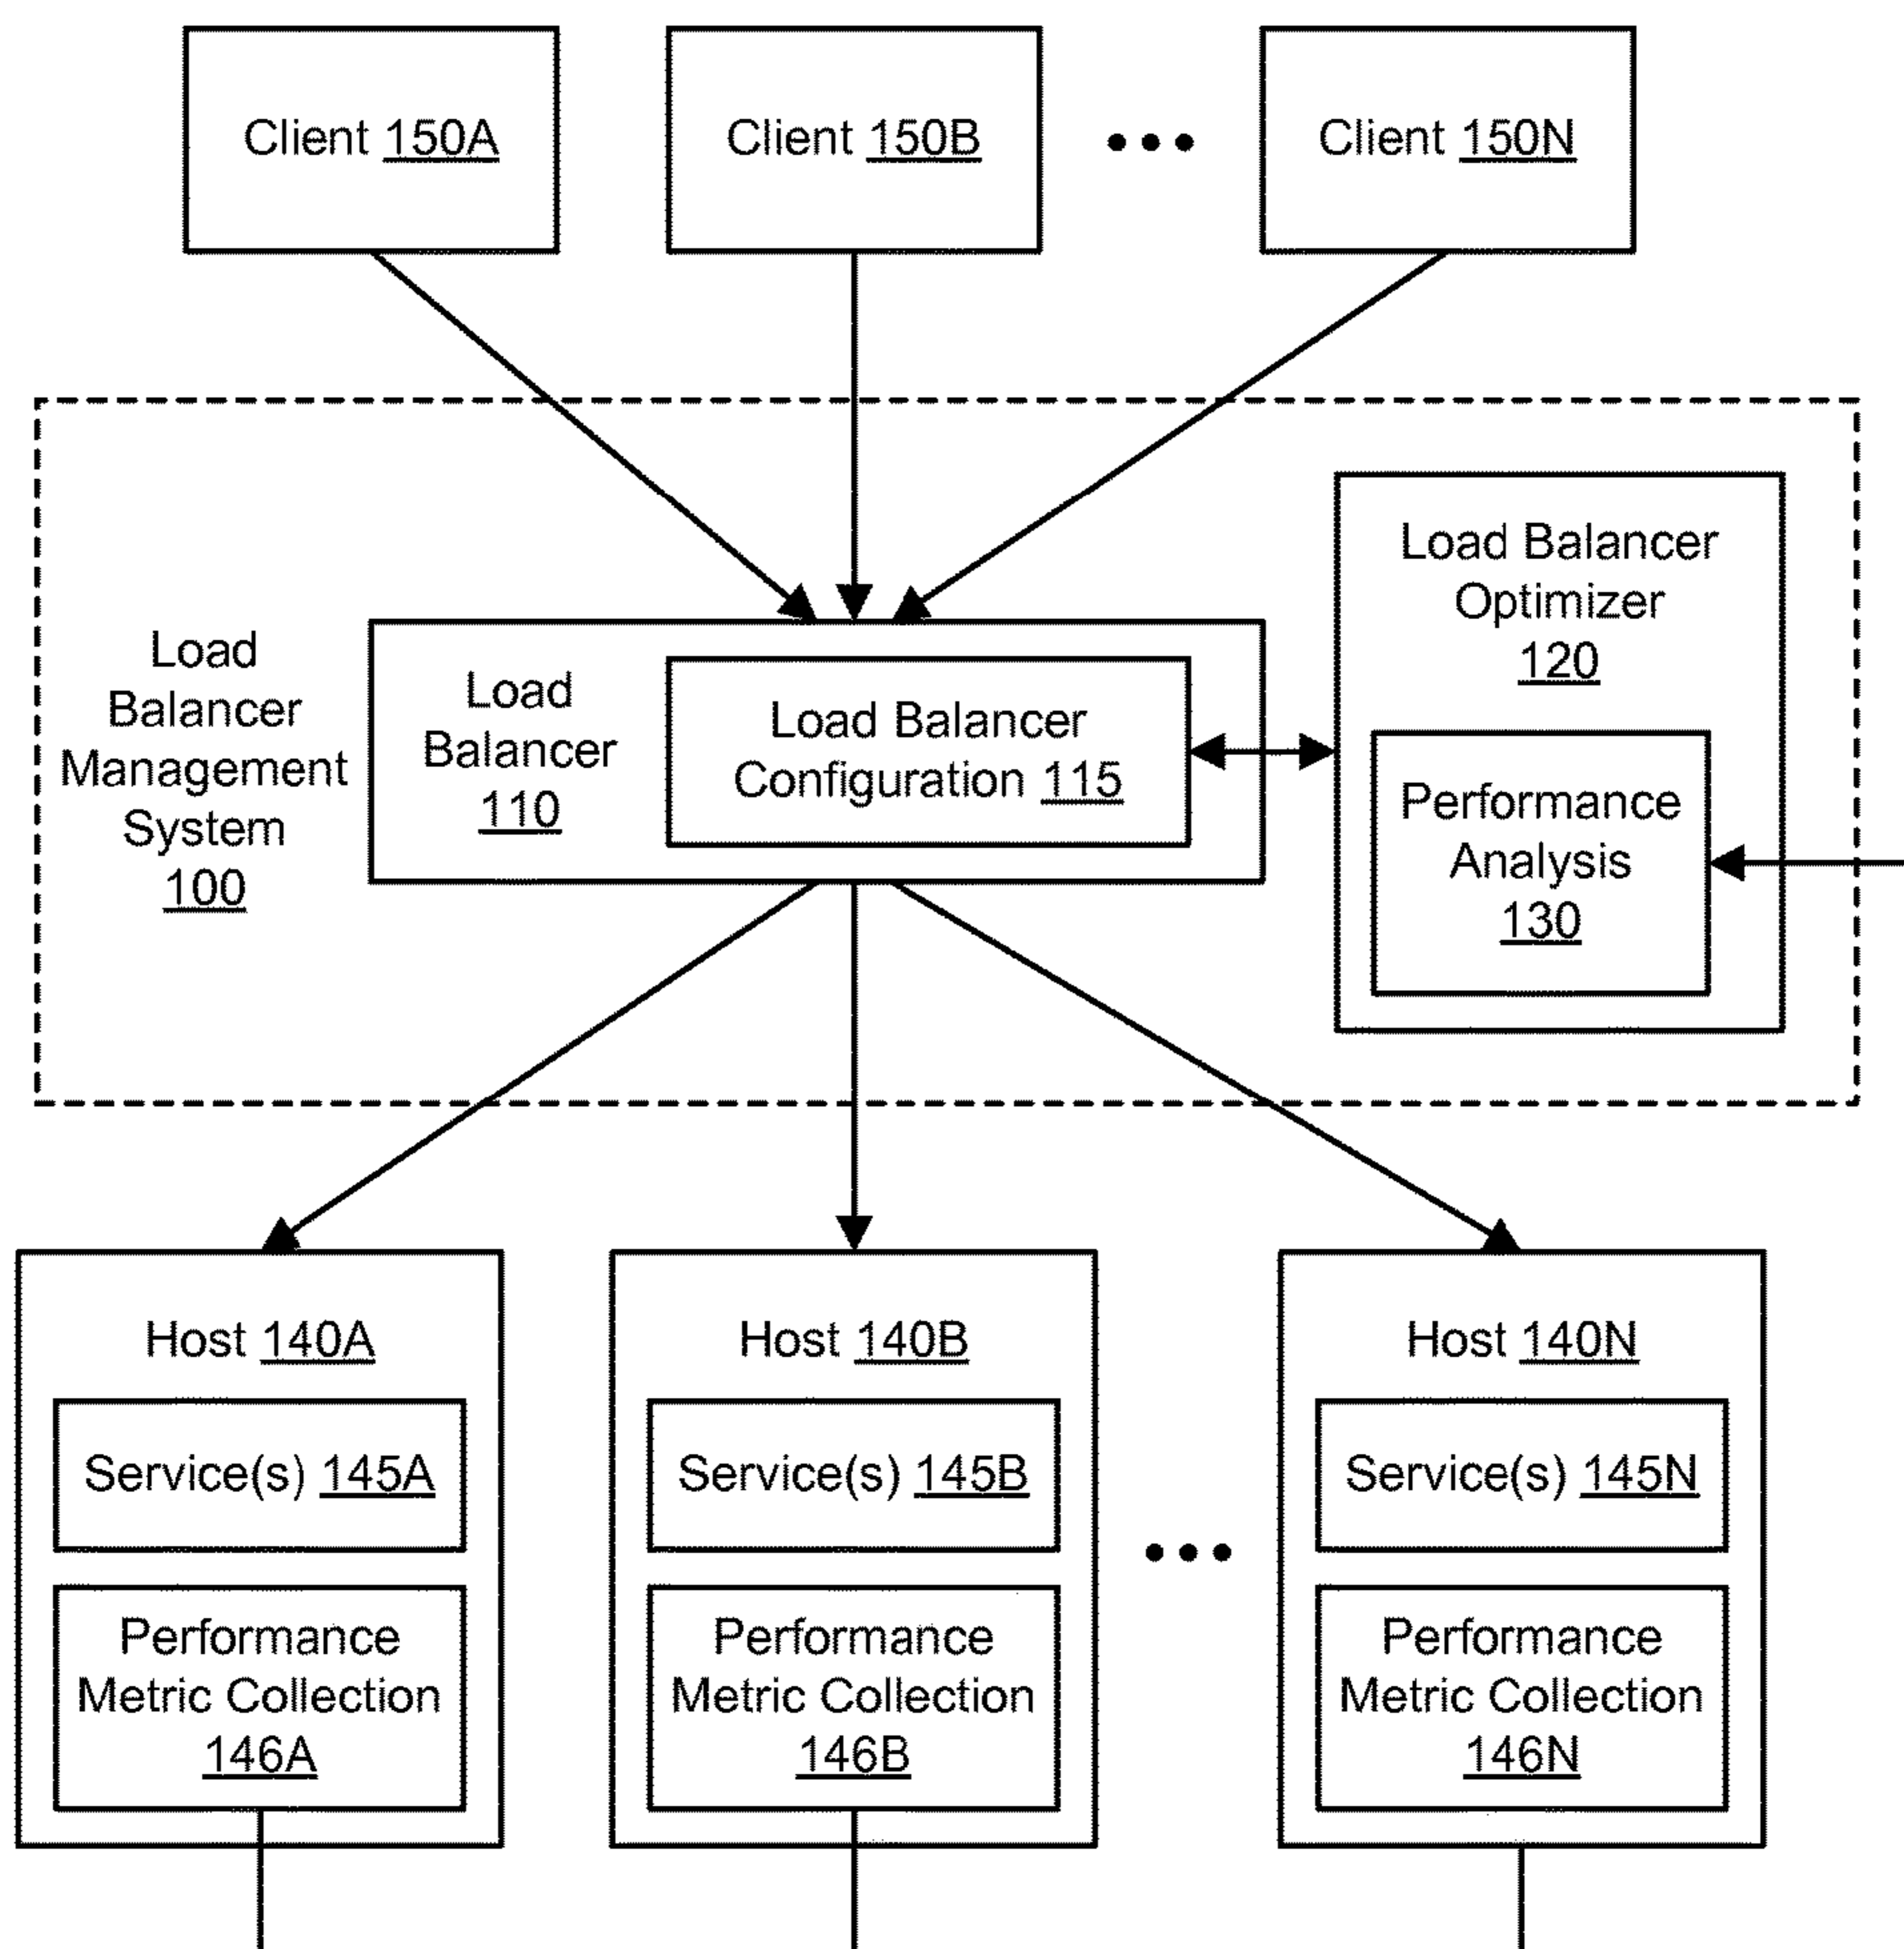 Client 150A
Client 150B
Client 150N
Load
Balancer
Management
System
100
Load
Balancer
110
Load Balancer
Configuration 115
Load Balancer
Optimizer
120
Performance
Analysis
130
Host 140A
Service(s) 145A
Performance
Metric Collection
146A
Host 140B
Service(s) 145B
Performance
Metric Collection
146B
Host 140N
Service(s) 145N
Performance
Metric Collection
146N